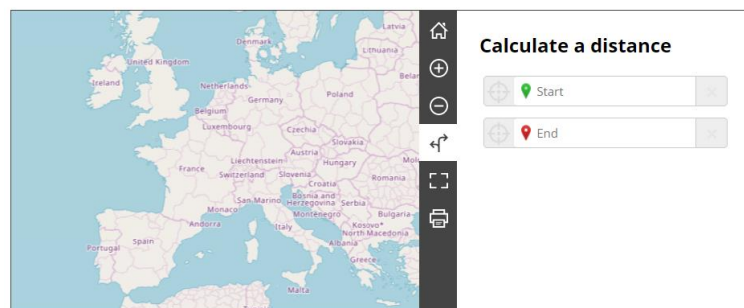 Latvia
Denmark
Lithuania
United Kingdom
Belar
Ireland
Netherlands
Poland
Germany
Belgium
Luxembourg
Czechia
Slovakia
Austria
Liechtenstein
Hungary
Mol
France
Switzerland
Slovenia
Romania
Croatia
Bosnia and
Herzegovina
Serbia
San Marino
Monaco
Montenegro
Bulgaria
Andorra
Kosovo*
Italy
North Macedonia
Spain
Albania
Portugal
Greece
Malta
Calculate a distance
Start
End